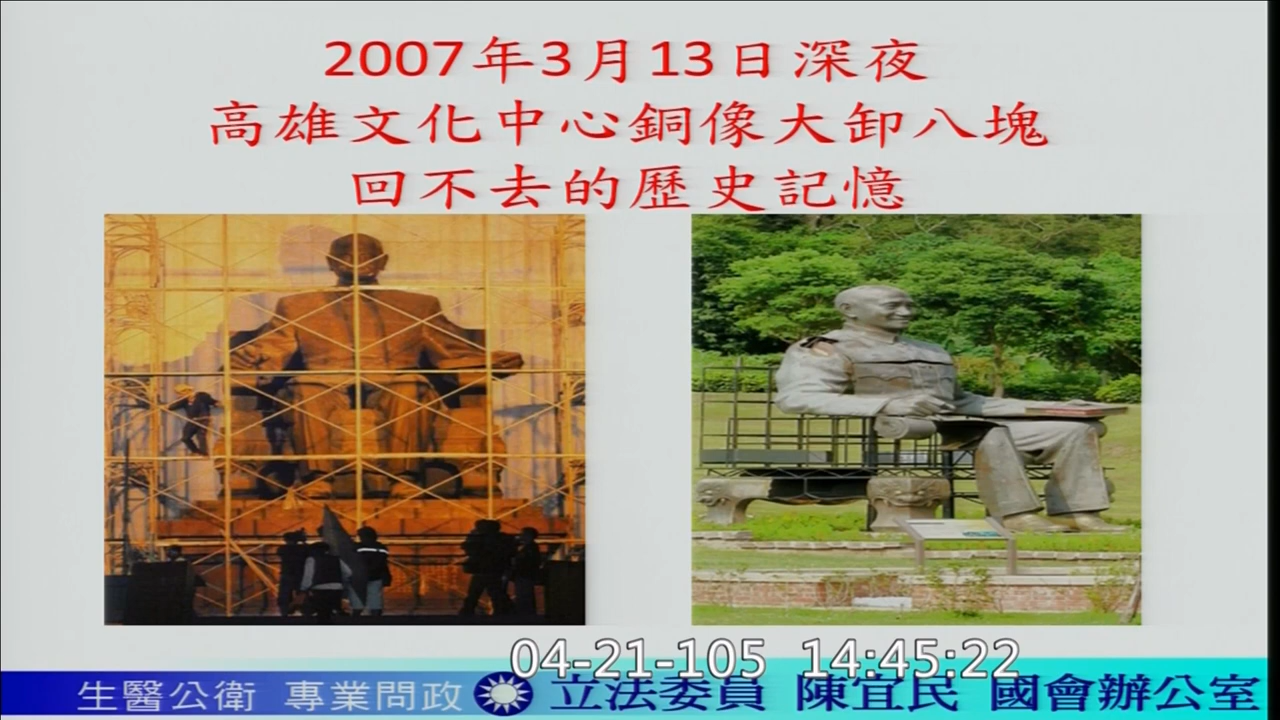 2007年3月13日深夜
高雄文化中心銅像大卸八塊
回不去的歷史記憶
04-21-105 14:45:22
生醫公衛 專業問政 立法委員 陳宜民 國會辦公室